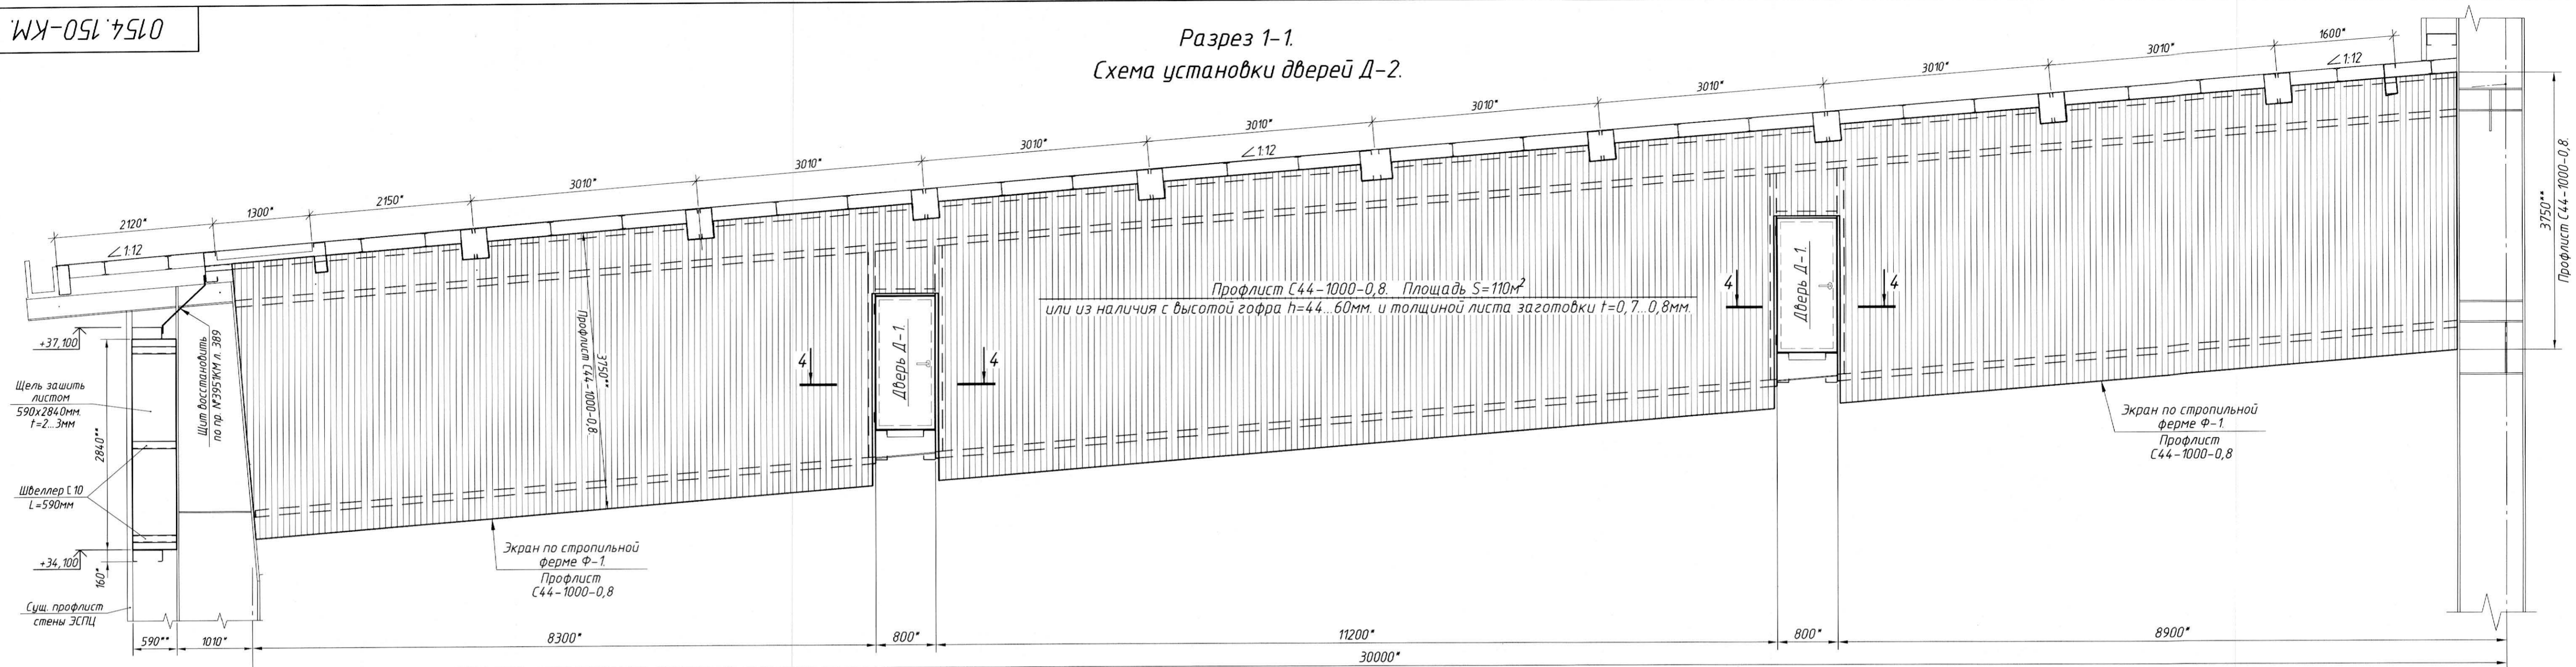 0154.150-КМ.
Разрез 1-1.
Схема установки дверей Д-2.
2120*
1300*
2150*
3010*
3010*
3010*
3010*
3010*
3010*
3010*
3010*
1600*
∠1:12
∠1:12
∠1:12
3750**
Профлист С44-1000-0,8.
3750**
Профлист С44-1000-0,8.
Профлист С44-1000-0,8. Площадь S=110м²
или из наличия с высотой гофра h=44...60мм. и толщиной листа заготовки t=0,7...0,8мм.
Дверь Д-1.
Дверь Д-1.
4
4
4
4
+37,100
Щель зашить
листом
590х2840мм.
t=2...3мм
2840**
Щит восстановить
по пр. №3951КМ л. 389
Швеллер [ 10
L=590мм
+34,100
160*
Сущ. профлист
стены ЭСПЦ
Экран по стропильной
ферме Ф-1.
Профлист
С44-1000-0,8
Экран по стропильной
ферме Ф-1.
Профлист
С44-1000-0,8
590**
1010*
8300*
800*
11200*
800*
8900*
30000*